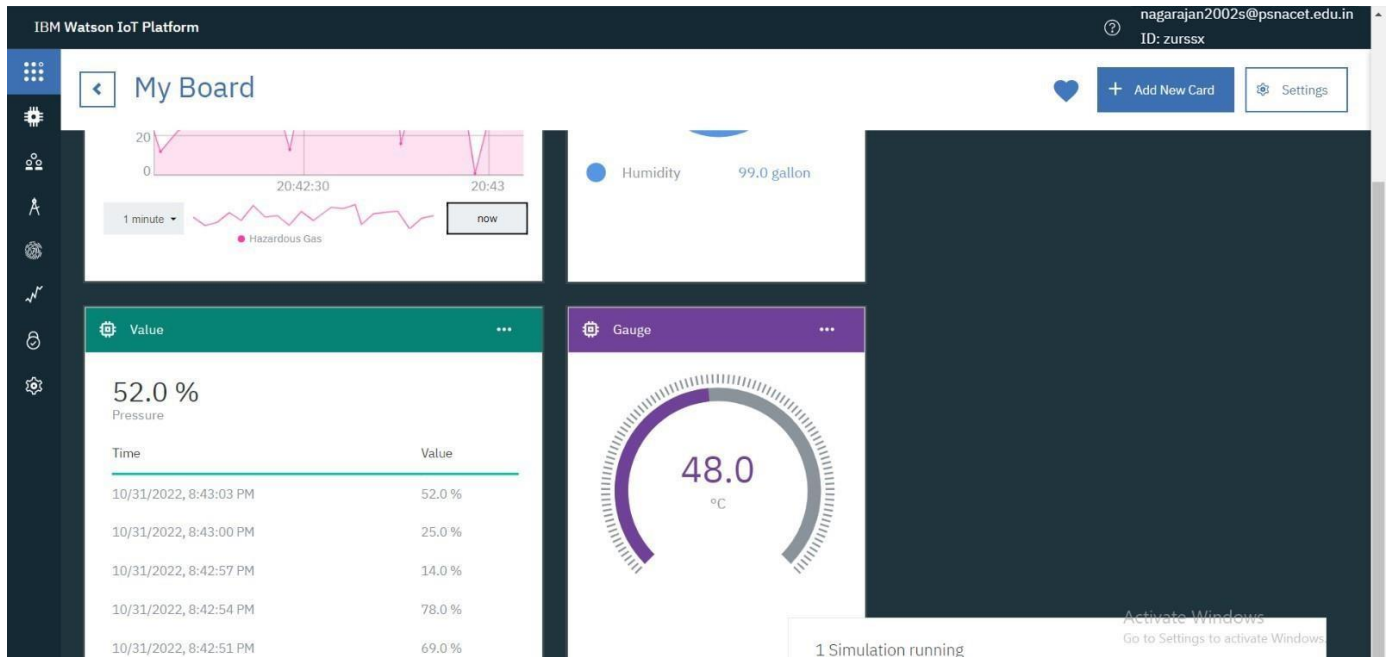 IBM Watson IoT Platform
nagarajan2002s@psnacet.edu.in
ID: zurssx
My Board
+ Add New Card
Settings
20
0
20:42:30
20:43
1 minute
now
Hazardous Gas
Humidity 99.0 gallon
Value
52.0 %
Pressure
Time Value
10/31/2022, 8:43:03 PM 52.0 %
10/31/2022, 8:43:00 PM 25.0 %
10/31/2022, 8:42:57 PM 14.0 %
10/31/2022, 8:42:54 PM 78.0 %
10/31/2022, 8:42:51 PM 69.0 %
Gauge
48.0
°C
1 Simulation running
Activate Windows
Go to Settings to activate Windows.